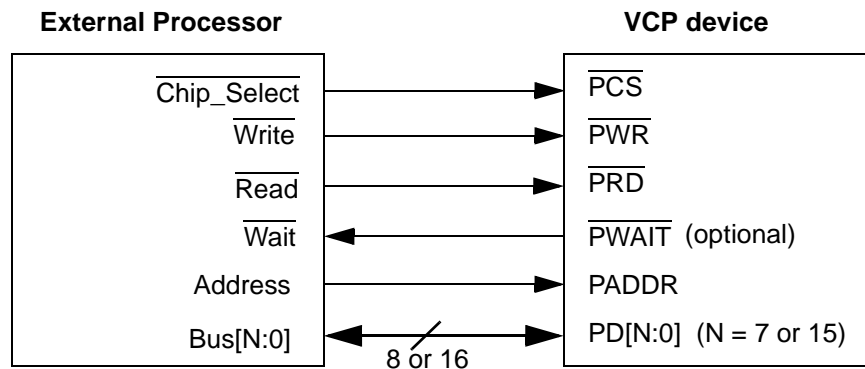 External Processor
VCP device
Chip_Select
PCS
Write
PWR
Read
PRD
Wait
PWAIT (optional)
Address
PADDR
Bus[N:0]
8 or 16
PD[N:0] (N = 7 or 15)